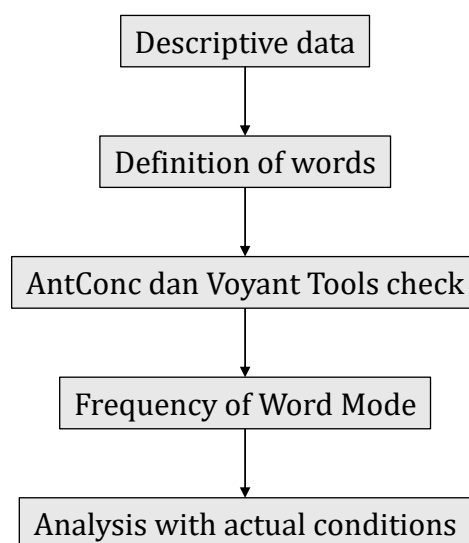 Descriptive data
Definition of words
AntConc dan Voyant Tools check
Frequency of Word Mode
Analysis with actual conditions